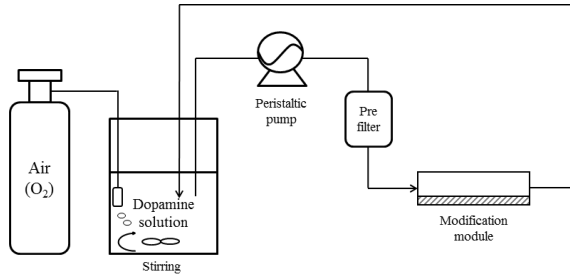 Air
(O₂)
Dopamine
solution
Stirring
Peristaltic
pump
Pre
filter
Modification
module